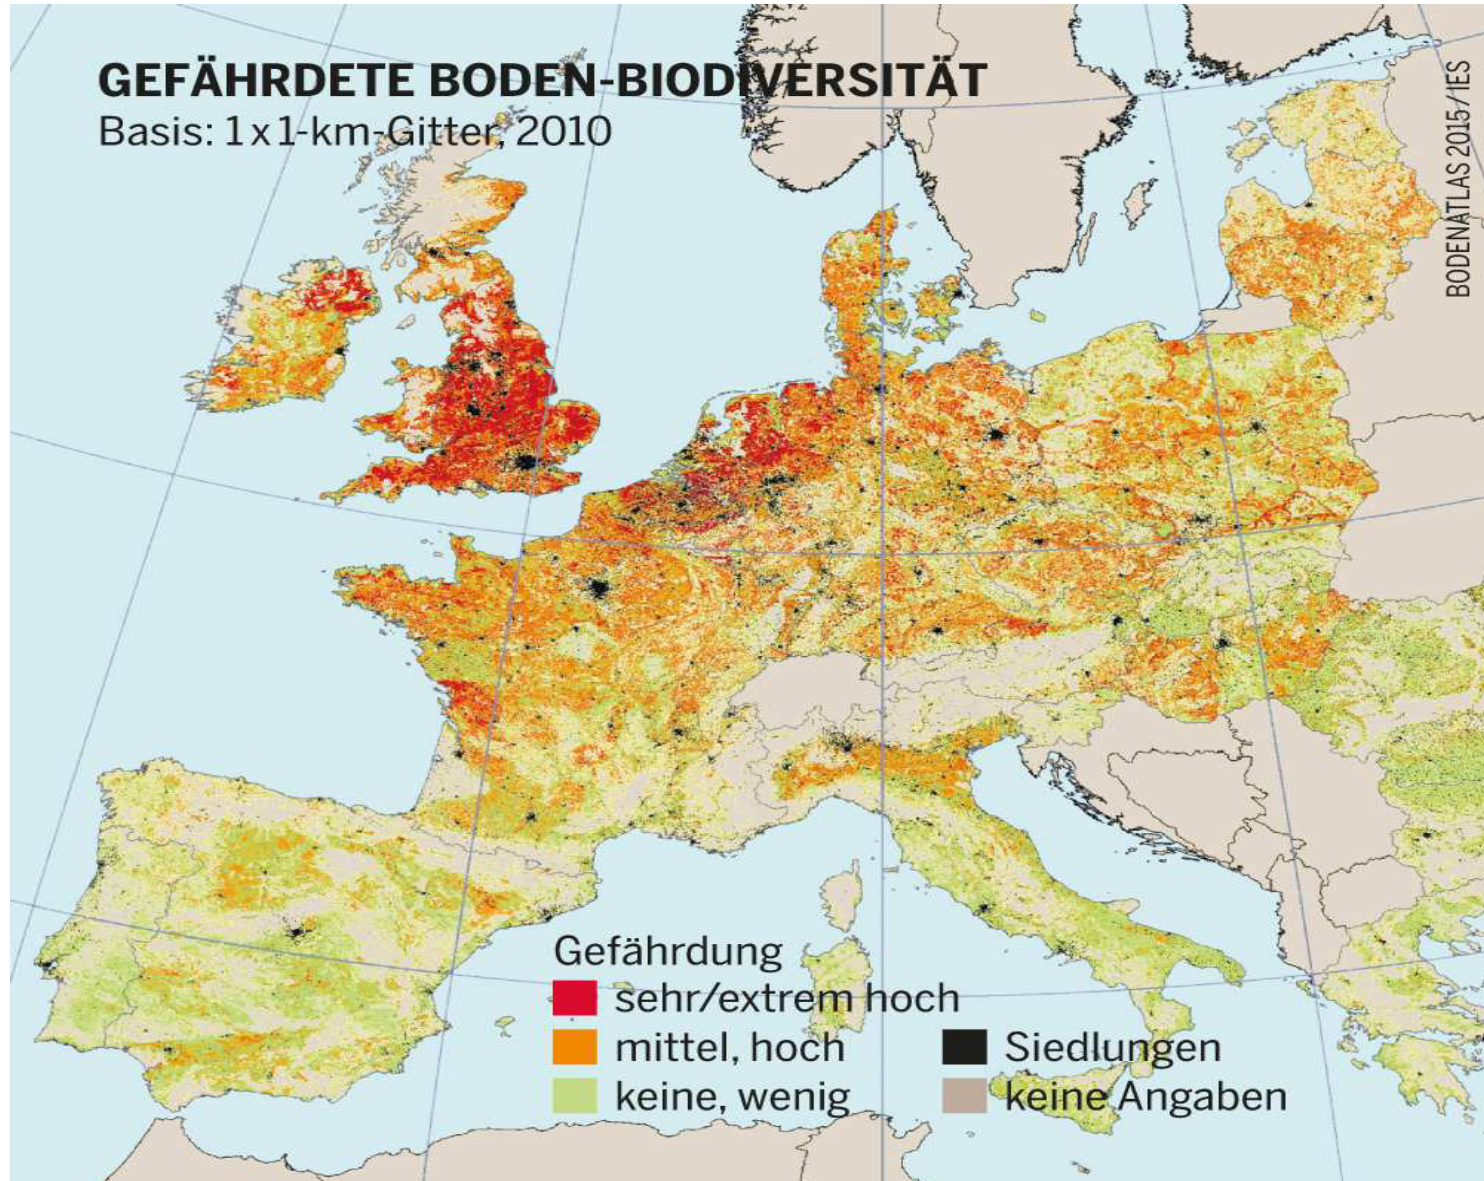 GEFÄHRDETE BODEN-BIODIVERSITÄT
Basis: 1 x 1-km-Gitter, 2010
BODENATLAS 2015/IES
Gefährdung
sehr/extrem hoch
mittel, hoch
keine, wenig
Siedlungen
keine Angaben